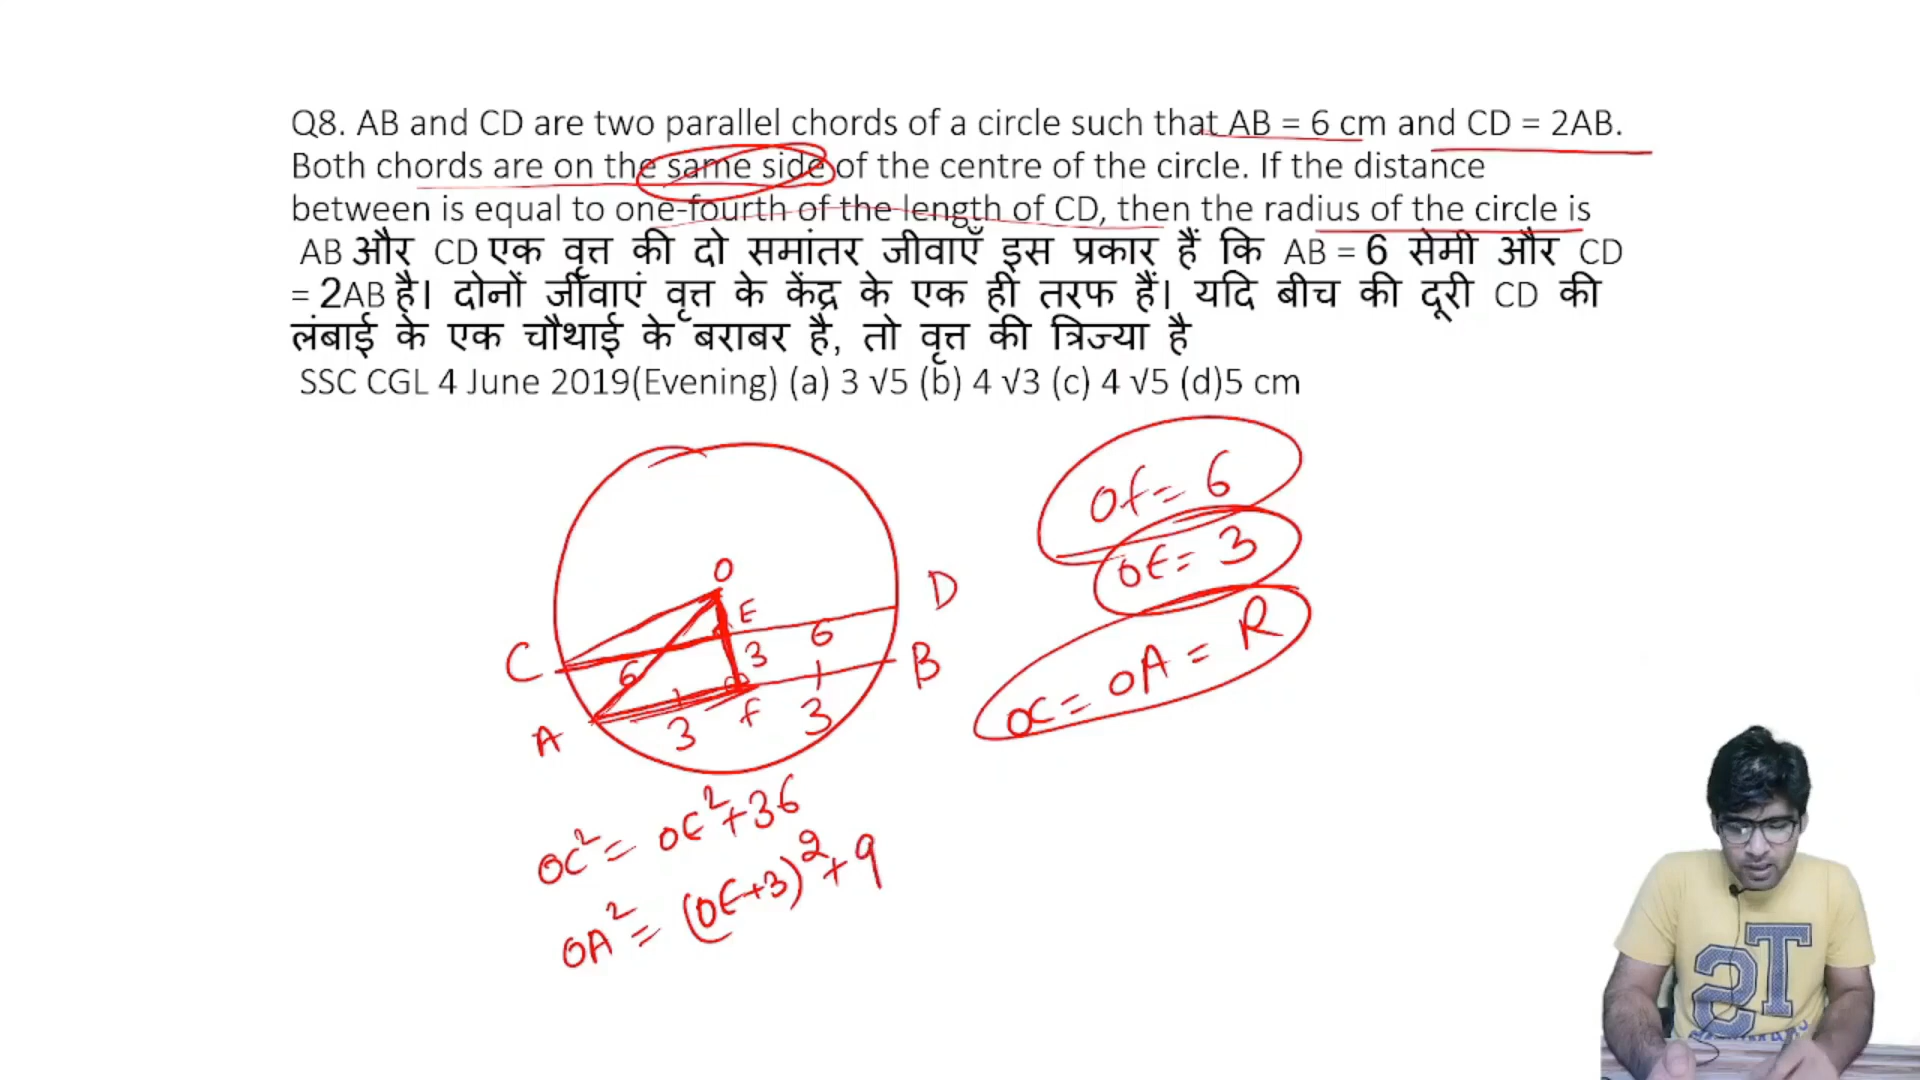 Q8. AB and CD are two parallel chords of a circle such that AB = 6 cm and CD = 2AB.
Both chords are on the same side of the centre of the circle. If the distance
between is equal to one-fourth of the length of CD, then the radius of the circle is
AB और CD एक वृत्त की दो समांतर जीवाएँ इस प्रकार हैं कि AB = 6 सेमी और CD
= 2AB है। दोनों जीवाएं वृत्त के केंद्र के एक ही तरफ हैं। यदि बीच की दूरी CD की
लंबाई के एक चौथाई के बराबर है, तो वृत्त की त्रिज्या है
SSC CGL 4 June 2019(Evening) (a) 3 √5 (b) 4 √3 (c) 4 √5 (d)5 cm
Of = 6
OE = 3
OC = OA = R
O
E
D
C
6
3
6
B
A
3
f
3
OC² = OE² + 36
OA² = (OE+3)² + 9
2T